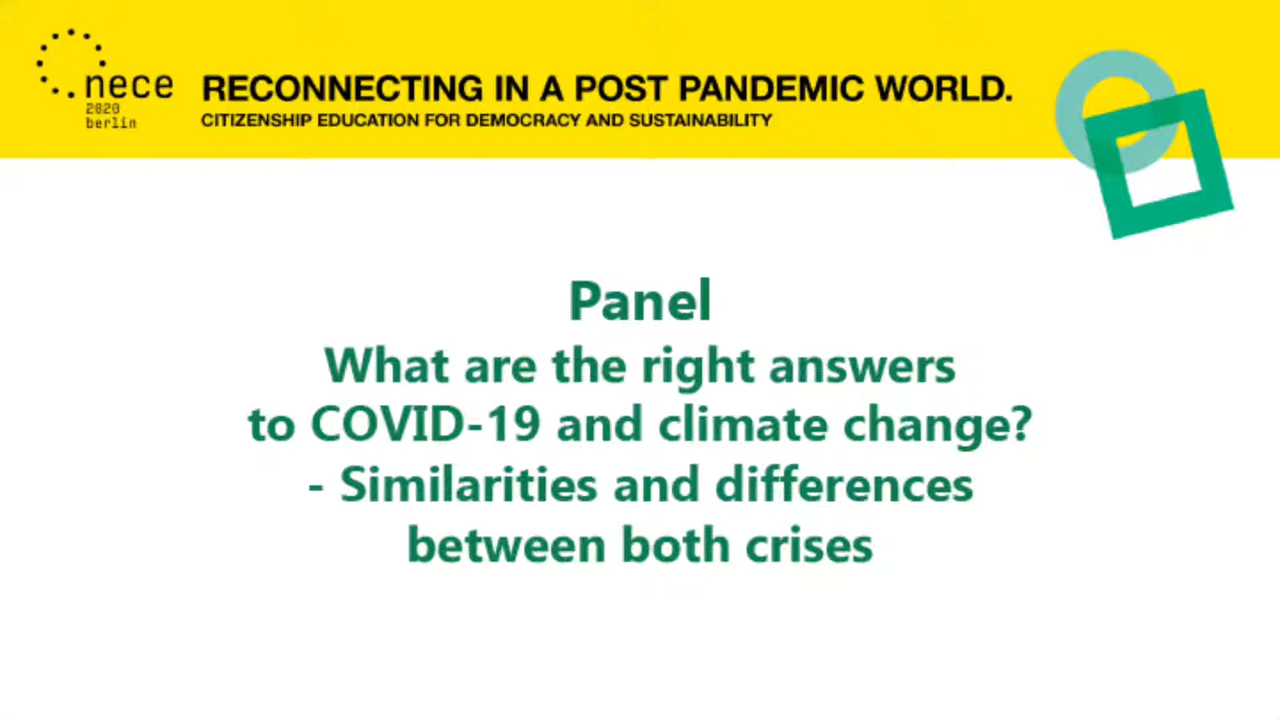 nece
2020
berlin
RECONNECTING IN A POST PANDEMIC WORLD.
CITIZENSHIP EDUCATION FOR DEMOCRACY AND SUSTAINABILITY
Panel
What are the right answers
to COVID-19 and climate change?
- Similarities and differences
between both crises